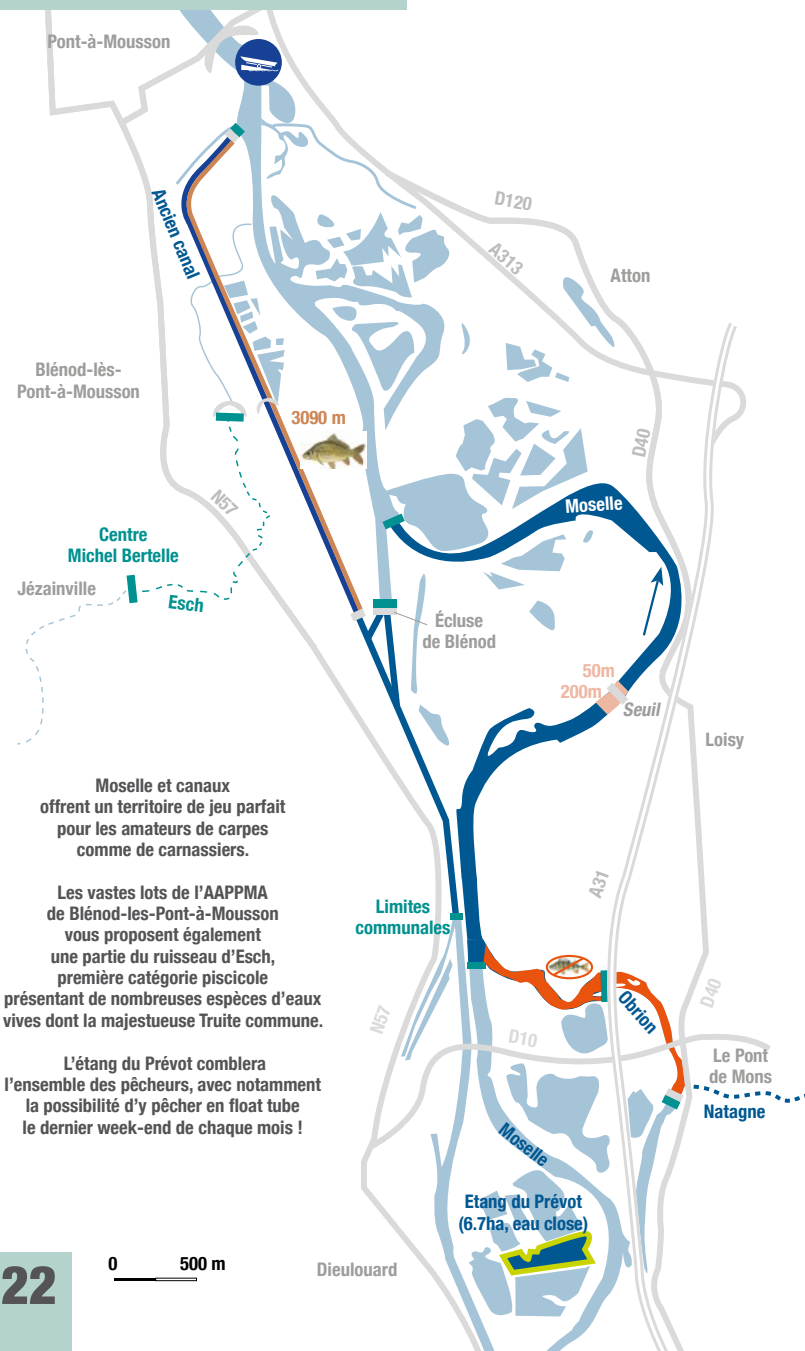 Pont-à-Mousson
Ancien canal
D120
A313
Atton
Blénod-lès-
Pont-à-Mousson
3090 m
D40
N57
Moselle
Centre
Michel Bertelle
Jézainville
Esch
Écluse
de Blénod
50m
200m
Seuil
Loisy
Moselle et canaux
offrent un territoire de jeu parfait
pour les amateurs de carpes
comme de carnassiers.
Les vastes lots de l'AAPPMA
de Blénod-les-Pont-à-Mousson
vous proposent également
une partie du ruisseau d'Esch,
première catégorie piscicole
présentant de nombreuses espèces d'eaux
vives dont la majestueuse Truite commune.
L'étang du Prévot comblera
l'ensemble des pêcheurs, avec notamment
la possibilité d'y pêcher en float tube
le dernier week-end de chaque mois !
A31
Limites
communales
Obrion
D40
N57
D10
Le Pont
de Mons
Natagne
Moselle
Etang du Prévot
(6.7ha, eau close)
Dieulouard
0 500 m
22